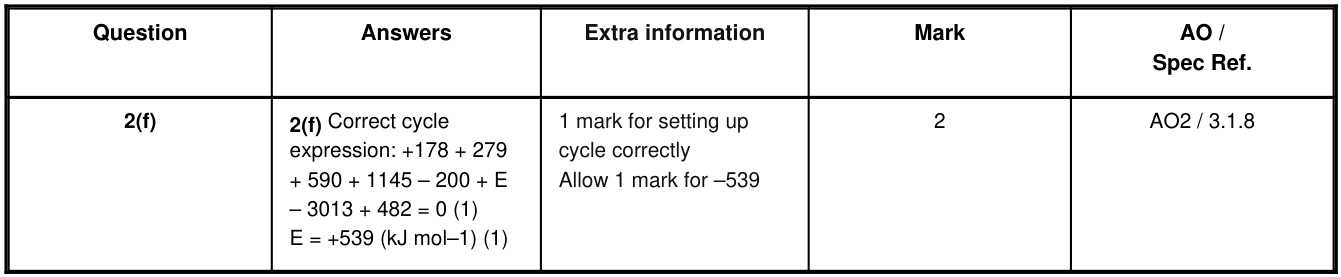 Question Answers Extra information Mark AO /
Spec Ref.
2(f) 2(f) Correct cycle 1 mark for setting up 2 AO2 / 3.1.8
expression: +178 + 279 cycle correctly
+ 590 + 1145 – 200 + E Allow 1 mark for –539
– 3013 + 482 = 0 (1)
E = +539 (kJ mol–1) (1)